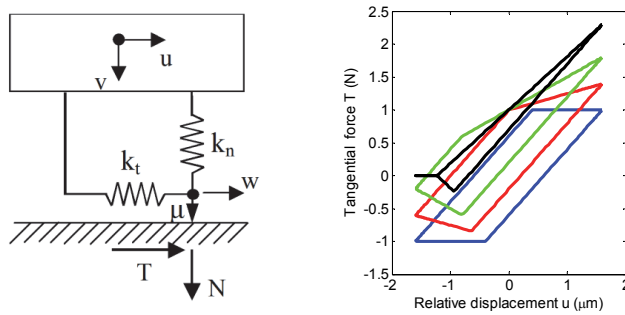 u
v
k_n
k_t
w
μ
T
N
Tangential force T (N)
2.5
2
1.5
1
0.5
0
-0.5
-1
-1.5
-2
-1
0
1
2
Relative displacement u (μm)